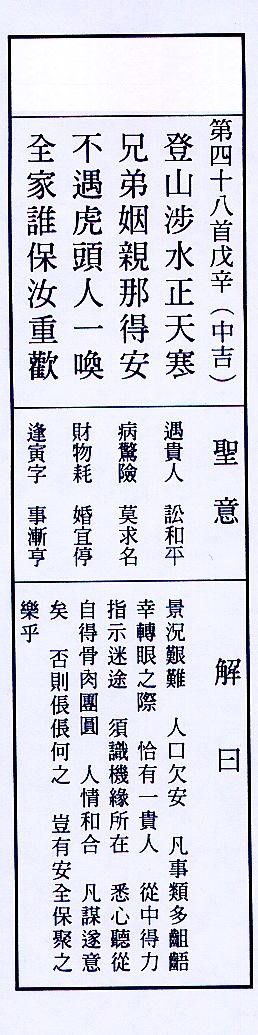 第四十八首戊辛（中吉）
登山涉水正天寒
兄弟姻親那得安
不遇虎頭人一喚
全家誰保汝重歡
聖意
遇貴人　訟和平
病驚險　莫求名
財物耗　婚宜停
逢寅字　事漸亨
解曰
景況艱難　人口欠安　凡事類多齟齬
幸轉眼之際　恰有一貴人　從中得力
指示迷途　須識機緣所在　悉心聽從
自得骨肉團圓　人情和合　凡謀遂意
矣　否則倀倀何之　豈有安全保聚之
樂乎